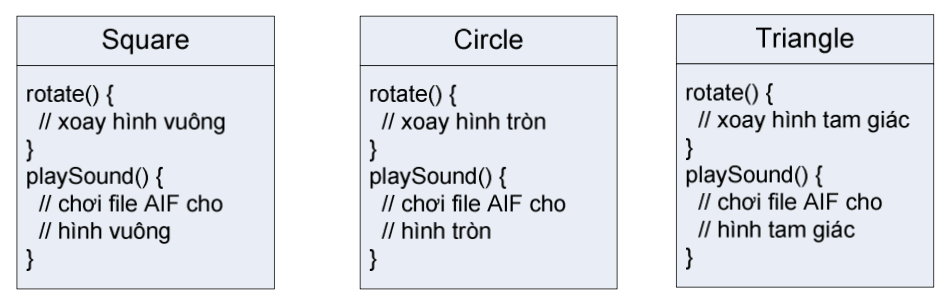 Square
rotate() {
// xoay hình vuông
}
playSound() {
// chơi file AIF cho
// hình vuông
}
Circle
rotate() {
// xoay hình tròn
}
playSound() {
// chơi file AIF cho
// hình tròn
}
Triangle
rotate() {
// xoay hình tam giác
}
playSound() {
// chơi file AIF cho
// hình tam giác
}